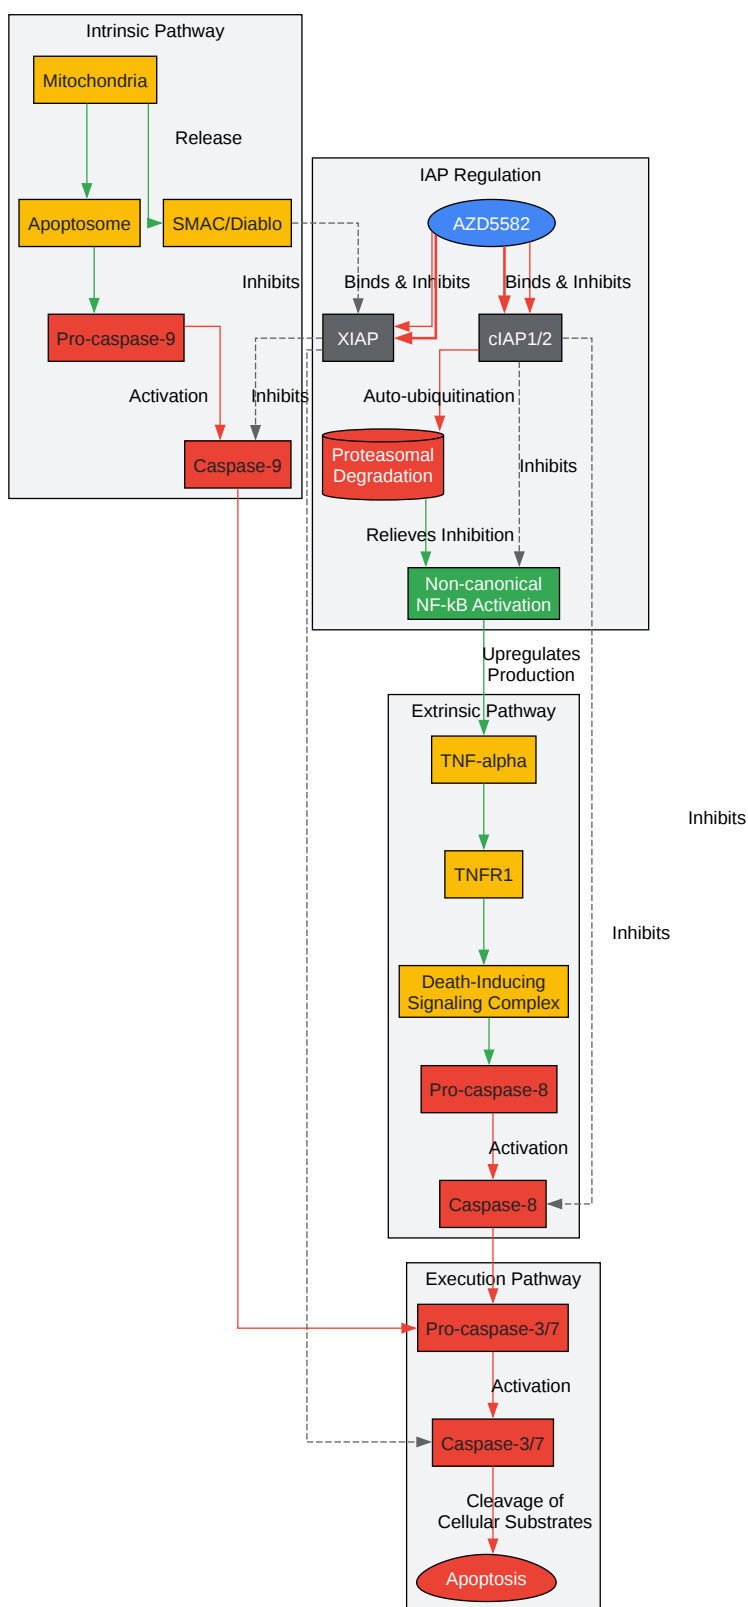 Intrinsic Pathway
Mitochondria
Release
IAP Regulation
Apoptosome
SMAC/Diablo
AZD5582
Inhibits
Binds & Inhibits
Binds & Inhibits
Pro-caspase-9
XIAP
cIAP1/2
Activation
Inhibits
Auto-ubiquitination
Caspase-9
Proteasomal
Degradation
Inhibits
Relieves Inhibition
Non-canonical
NF-kB Activation
Upregulates
Production
Extrinsic Pathway
TNF-alpha
Inhibits
TNFR1
Inhibits
Death-Inducing
Signaling Complex
Pro-caspase-8
Activation
Caspase-8
Execution Pathway
Pro-caspase-3/7
Activation
Caspase-3/7
Cleavage of
Cellular Substrates
Apoptosis